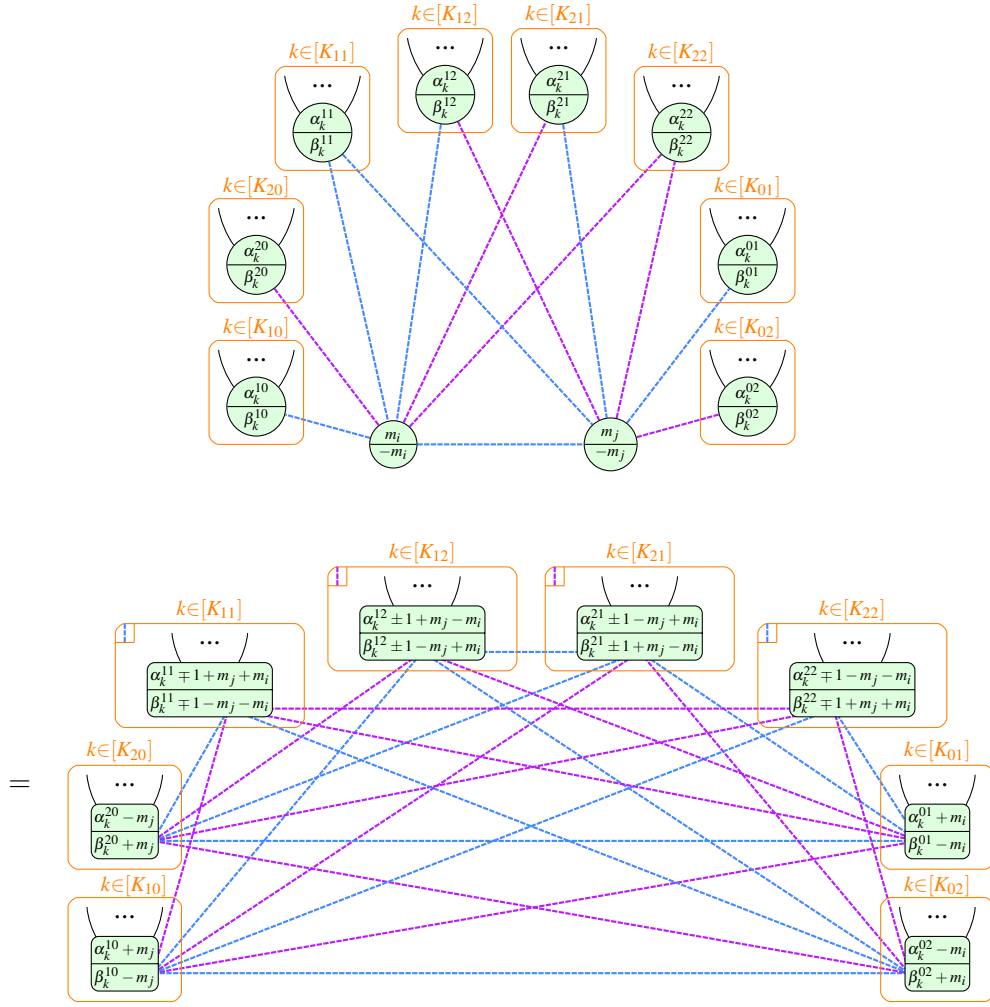 k∈[K₁₂] k∈[K₂₁]
k∈[K₁₁] ... ... k∈[K₂₂]
... α_k^{12} α_k^{21} ...
α_k^{11} β_k^{12} β_k^{21} α_k^{22}
β_k^{11} β_k^{22}
k∈[K₂₀] k∈[K₀₁]
... ...
α_k^{20} α_k^{01}
β_k^{20} β_k^{01}
k∈[K₁₀] k∈[K₀₂]
... ...
α_k^{10} α_k^{02}
β_k^{10} β_k^{02}
m_i m_j
−m_i −m_j
k∈[K₁₂] k∈[K₂₁]
... ...
k∈[K₁₁] α_k^{12} ± 1 + m_j − m_i α_k^{21} ± 1 − m_j + m_i k∈[K₂₂]
... β_k^{12} ± 1 − m_j + m_i β_k^{21} ± 1 + m_j − m_i ...
α_k^{11} ∓ 1 + m_j + m_i α_k^{22} ∓ 1 − m_j − m_i
β_k^{11} ∓ 1 − m_j − m_i β_k^{22} ∓ 1 + m_j + m_i
k∈[K₂₀] k∈[K₀₁]
= ... ...
α_k^{20} − m_j α_k^{01} + m_i
β_k^{20} + m_j β_k^{01} − m_i
k∈[K₁₀] k∈[K₀₂]
... ...
α_k^{10} + m_j α_k^{02} − m_i
β_k^{10} − m_j β_k^{02} + m_i